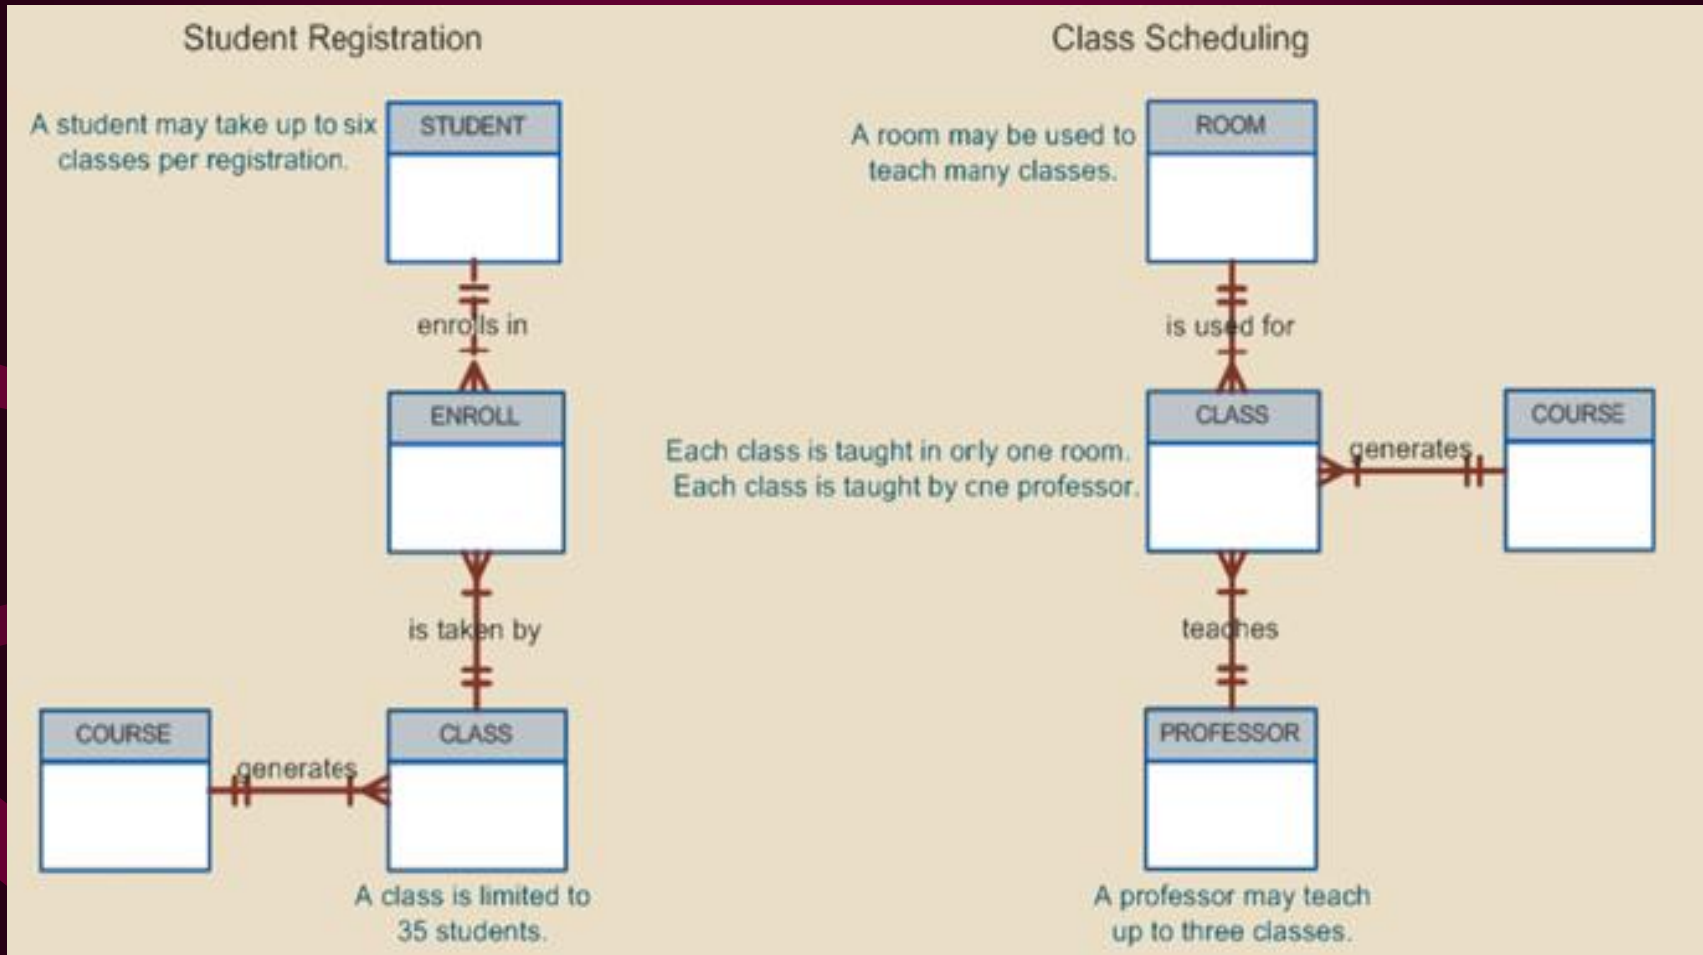 Student Registration
A student may take up to six
classes per registration.
STUDENT
enrolls in
ENROLL
is taken by
COURSE
generates
CLASS
A class is limited to
35 students.
Class Scheduling
A room may be used to
teach many classes.
ROOM
is used for
Each class is taught in only one room.
Each class is taught by one professor.
CLASS
generates
COURSE
teaches
PROFESSOR
A professor may teach
up to three classes.